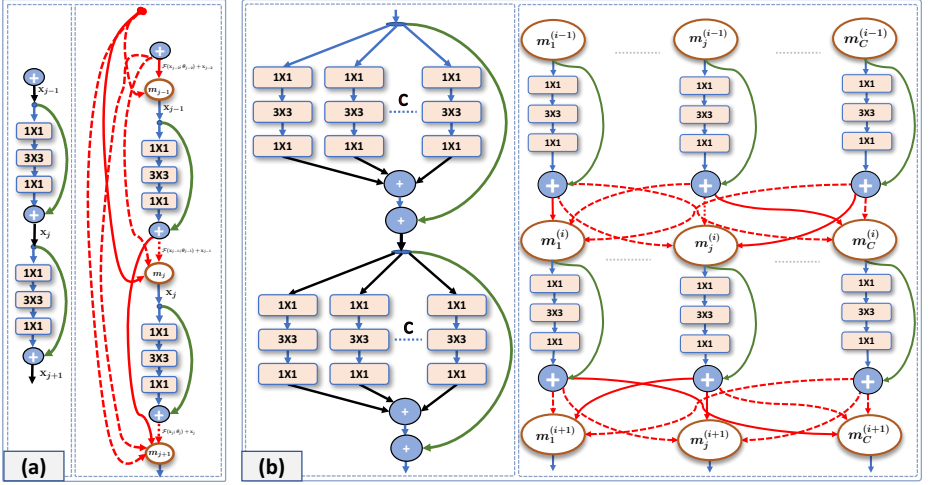 +
x_{j-1}
1X1
3X3
1X1
+
x_j
1X1
3X3
1X1
+
x_{j+1}
(a)
+
m_{j-1}
x_{j-1}
1X1
3X3
1X1
+
m_j
x_j
1X1
3X3
1X1
+
m_{j+1}
1X1 1X1 1X1
3X3 3X3 C 3X3
1X1 1X1 1X1
+
+
1X1 1X1 1X1
3X3 3X3 C 3X3
1X1 1X1 1X1
+
+
(b)
m_1^{(i-1)} m_j^{(i-1)} m_C^{(i-1)}
1X1 1X1 1X1
3X3 3X3 3X3
1X1 1X1 1X1
+ + +
m_1^{(i)} m_j^{(i)} m_C^{(i)}
1X1 1X1 1X1
3X3 3X3 3X3
1X1 1X1 1X1
+ + +
m_1^{(i+1)} m_j^{(i+1)} m_C^{(i+1)}